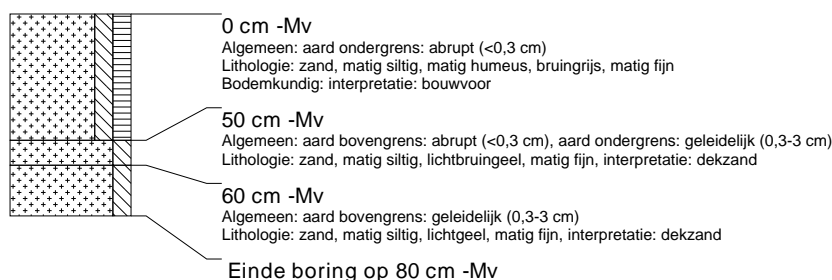 0 cm -Mv
Algemeen: aard ondergrens: abrupt (<0,3 cm)
Lithologie: zand, matig siltig, matig humeus, bruingrijs, matig fijn
Bodemkundig: interpretatie: bouwvoor
50 cm -Mv
Algemeen: aard bovengrens: abrupt (<0,3 cm), aard ondergrens: geleidelijk (0,3-3 cm)
Lithologie: zand, matig siltig, lichtbruingeel, matig fijn, interpretatie: dekzand
60 cm -Mv
Algemeen: aard bovengrens: geleidelijk (0,3-3 cm)
Lithologie: zand, matig siltig, lichtgeel, matig fijn, interpretatie: dekzand
Einde boring op 80 cm -Mv